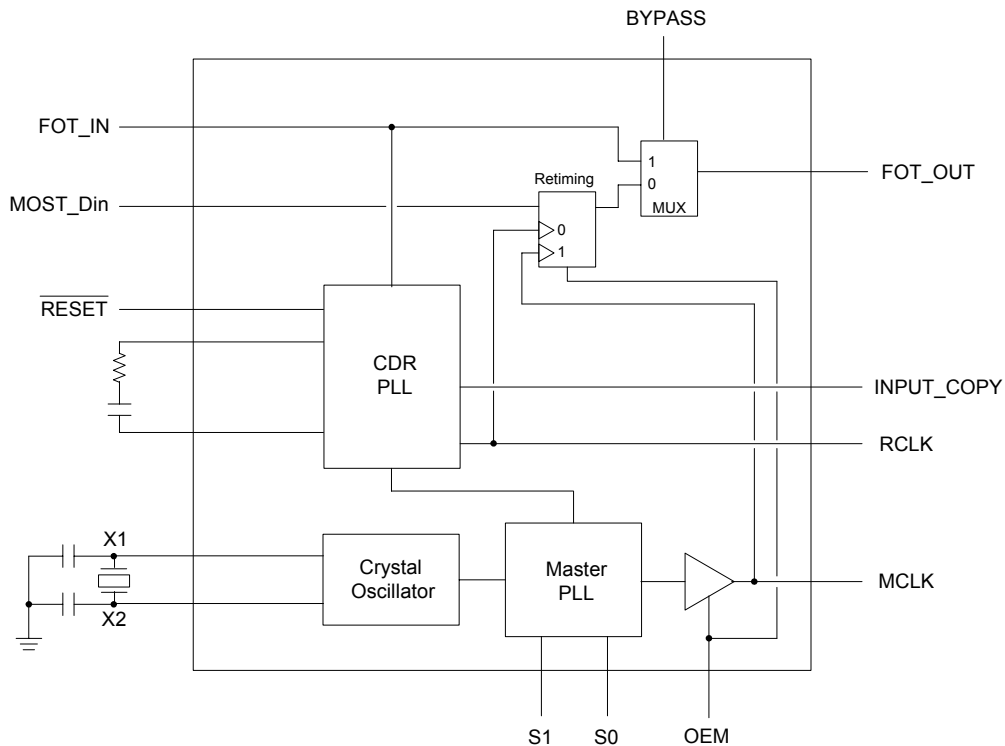 BYPASS
FOT_IN
1
FOT_OUT
Retiming
0
MOST_Din
MUX
0
1
RESET
CDR
PLL
INPUT_COPY
RCLK
X1
Crystal
Oscillator
Master
PLL
MCLK
X2
S1
S0
OEM